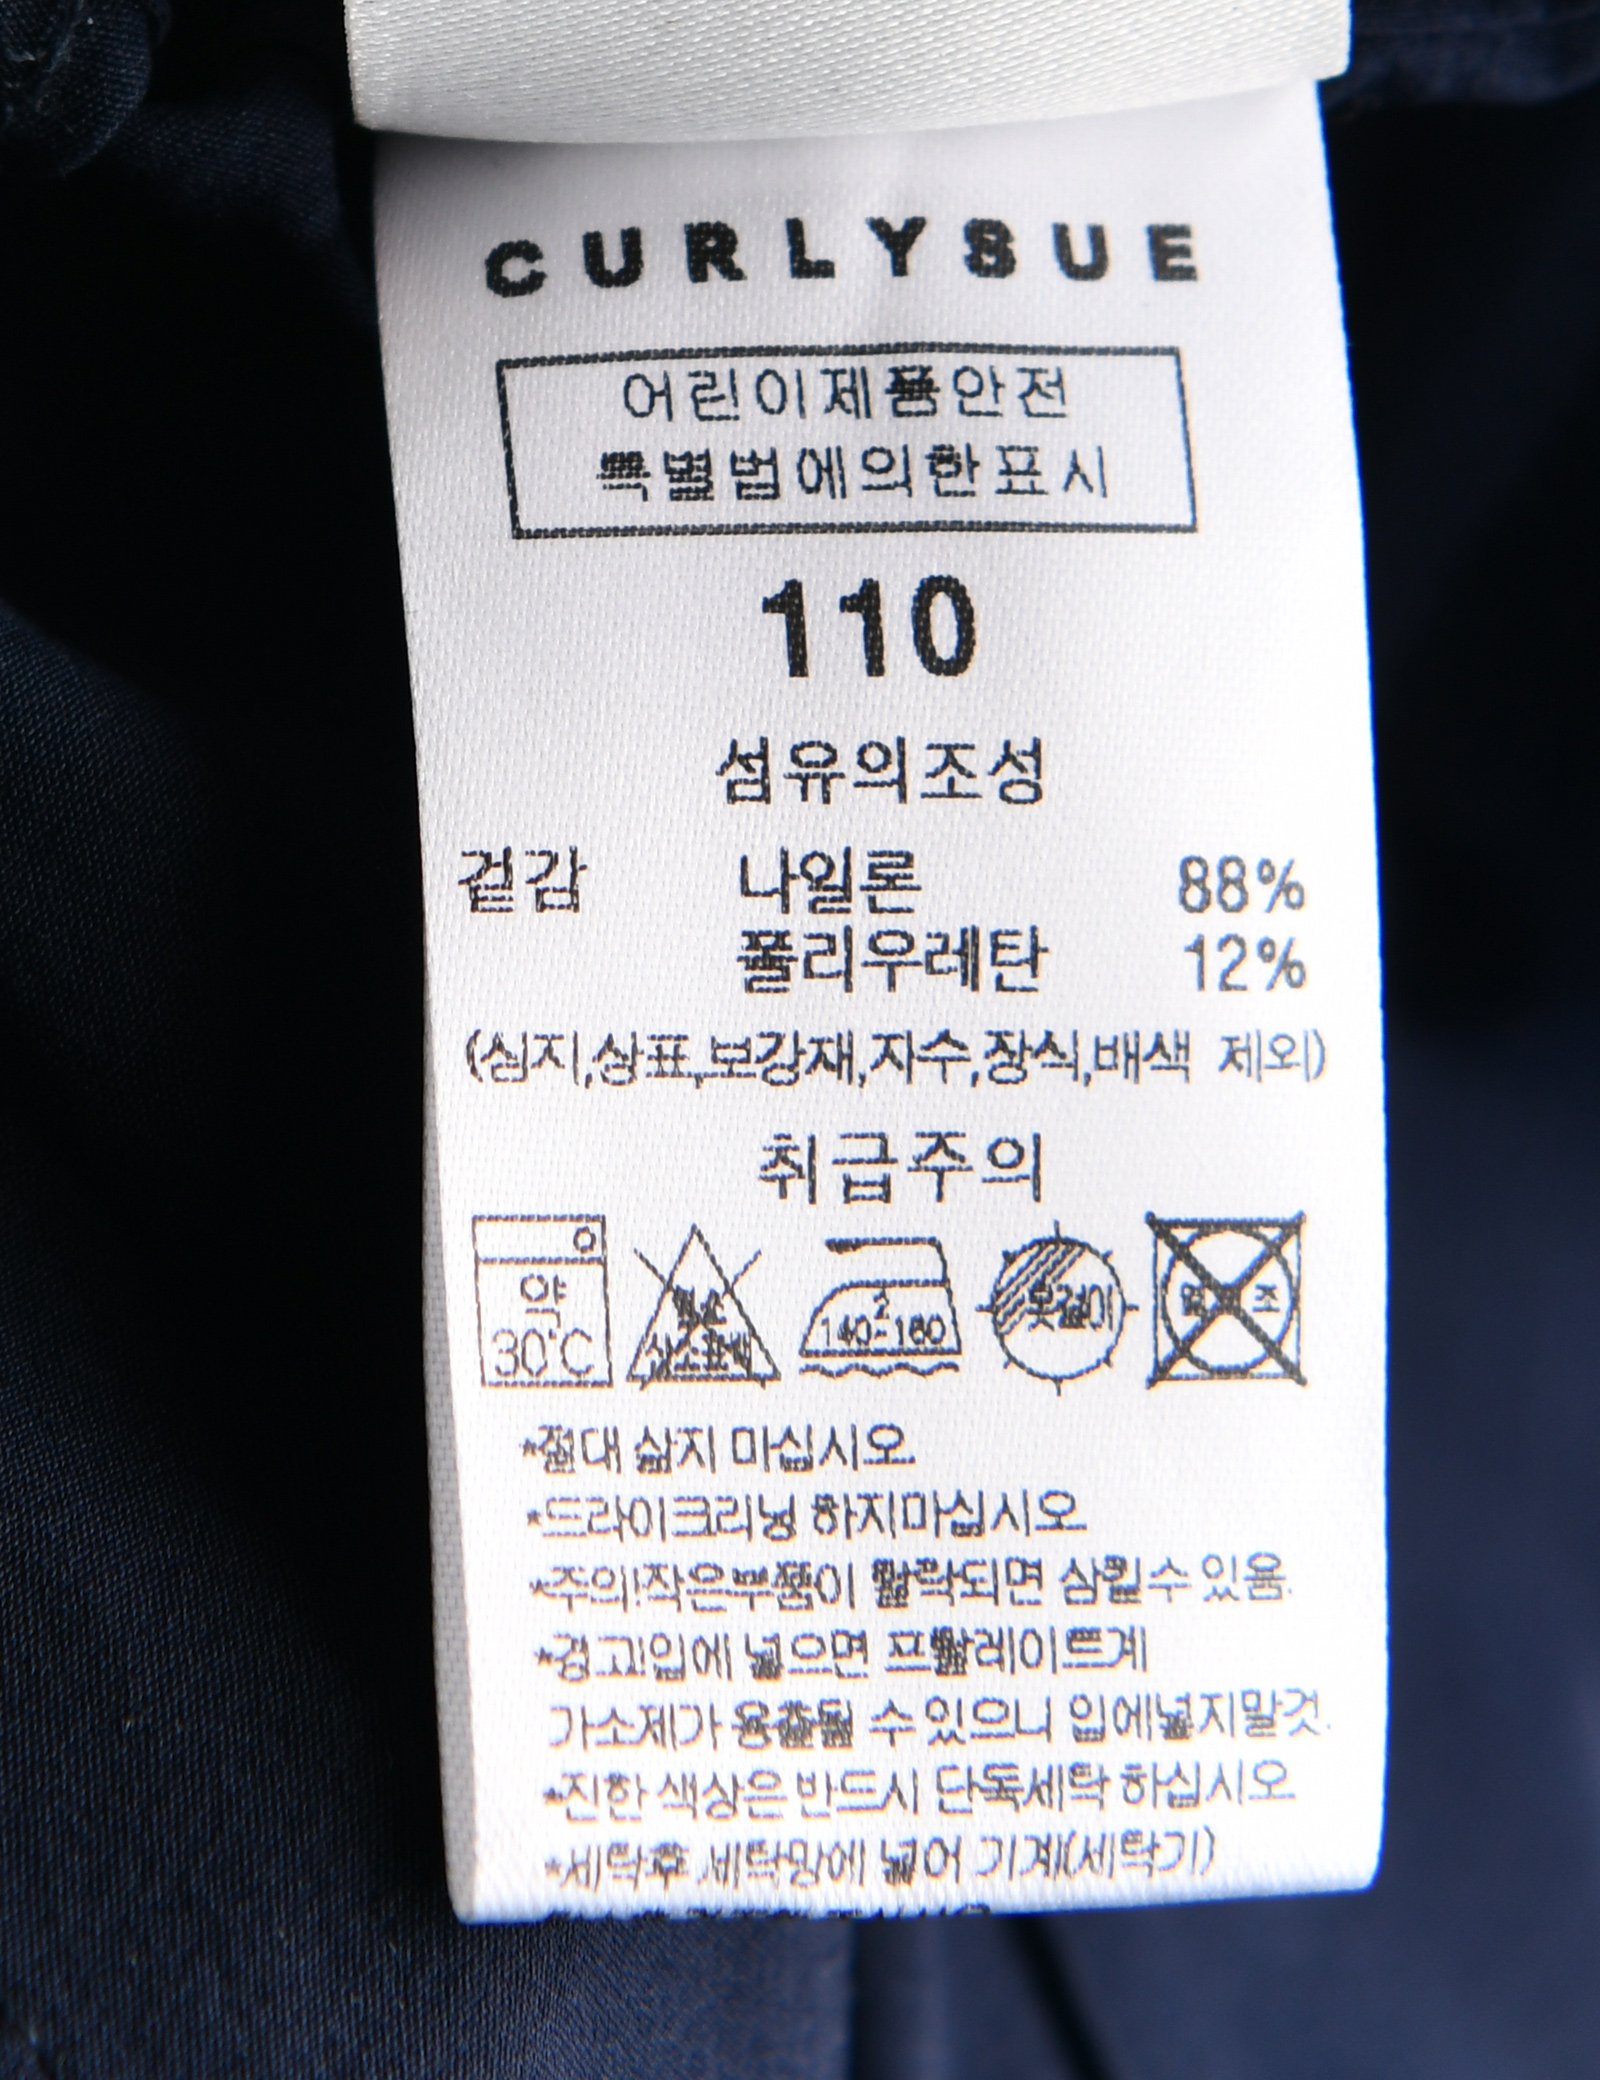 CURLYSUE
어린이제품안전
특별법에의한표시
110
섬유의조성
겉감 나일론 88%
폴리우레탄 12%
(심지,상표,보강재,자수,장식,배색 제외)
취급주의
약 30°C
염소 산소표백
2 140-160
옷걸이
*절대 삶지 마십시오.
*드라이크리닝 하지마십시오.
*주의!작은부품이 탈락되면 삼킬수 있음.
*경고!입에 넣으면 프탈레이트계
가소제가 용출될 수 있으니 입에넣지말것.
*진한 색상은 반드시 단독세탁 하십시오
*세탁후 세탁망에 넣어 기계(세탁기)